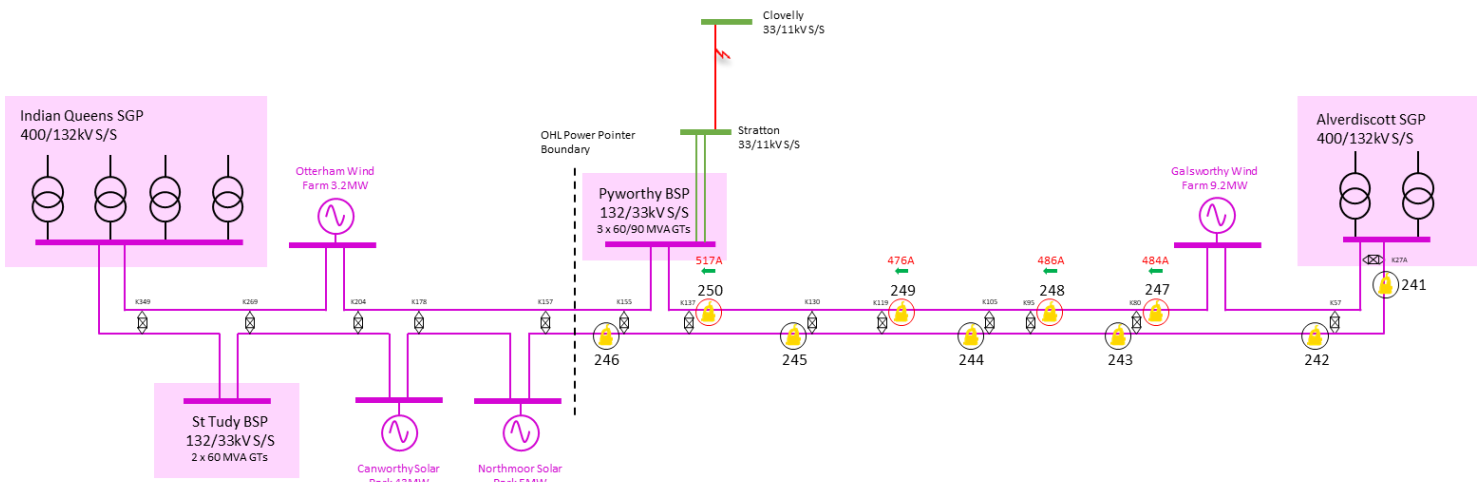 Clovelly
33/11kV S/S
Indian Queens SGP
400/132kV S/S
Alverdiscott SGP
400/132kV S/S
OHL Power Pointer
Boundary
Stratton
33/11kV S/S
Otterham Wind
Farm 3.2MW
Pyworthy BSP
132/33kV S/S
3 x 60/90 MVA GTs
Galsworthy Wind
Farm 9.2MW
517A
476A
486A
484A
K27A
250
249
248
247
241
K349
K269
K204
K178
K157
K155
K137
K130
K119
K105
K95
K80
K57
246
245
244
243
242
St Tudy BSP
132/33kV S/S
2 x 60 MVA GTs
Canworthy Solar
Northmoor Solar